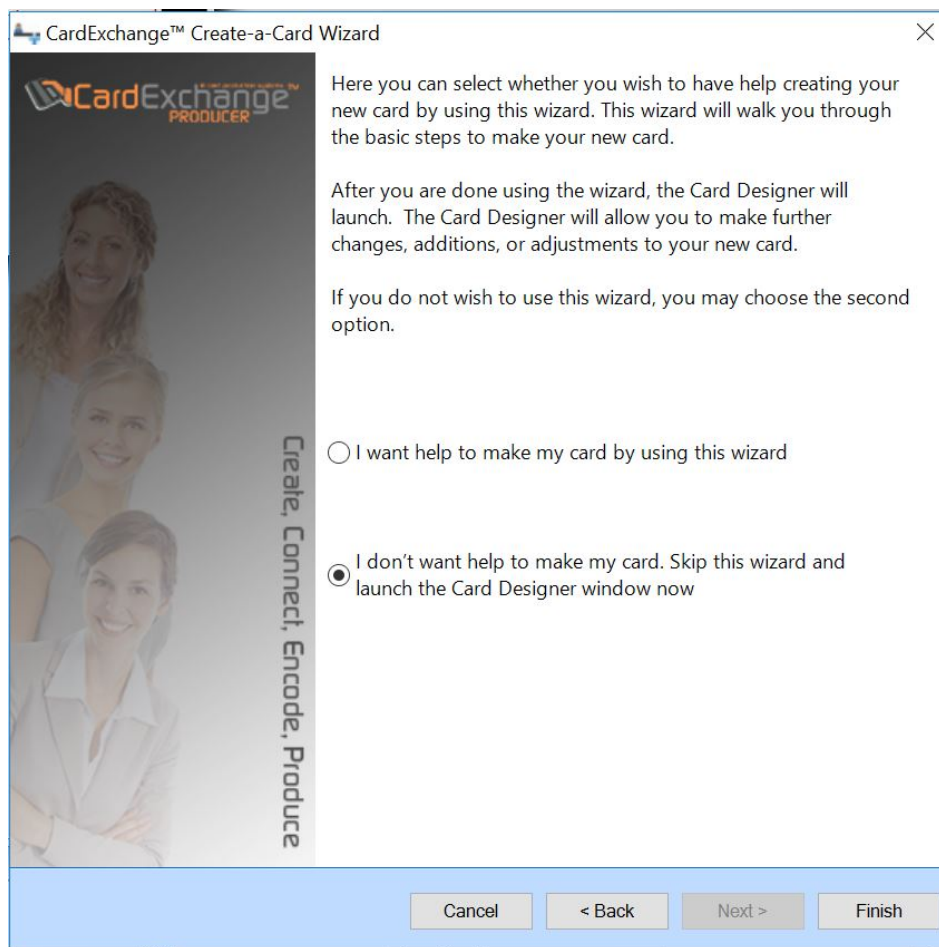 CardExchange™ Create-a-Card Wizard
CardExchange
PRODUCER
Here you can select whether you wish to have help creating your
new card by using this wizard. This wizard will walk you through
the basic steps to make your new card.
After you are done using the wizard, the Card Designer will
launch.  The Card Designer will allow you to make further
changes, additions, or adjustments to your new card.
If you do not wish to use this wizard, you may choose the second
option.
I want help to make my card by using this wizard
I don't want help to make my card. Skip this wizard and
launch the Card Designer window now
Create, Connect, Encode, Produce
Cancel
< Back
Next >
Finish